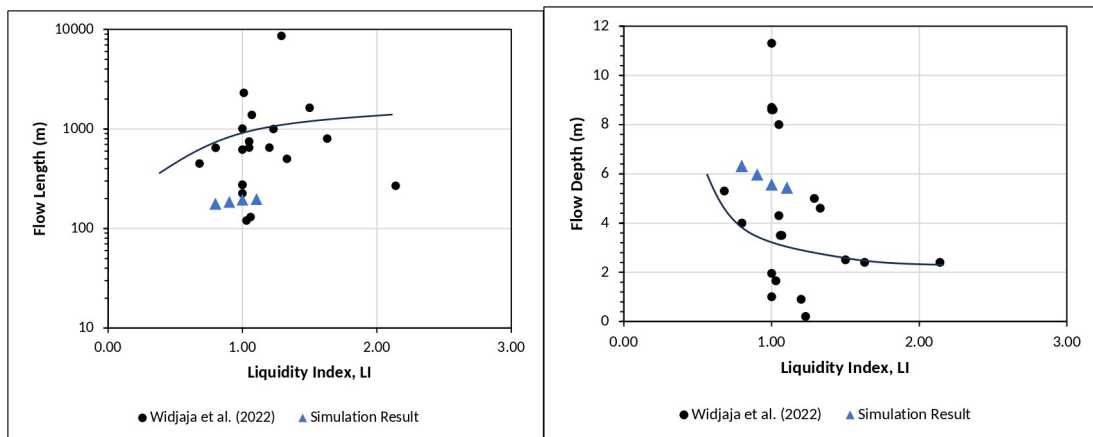 10000
1000
100
10
Flow Length (m)
0.00 1.00 2.00 3.00
Liquidity Index, LI
Widjaja et al. (2022) Simulation Result
12
10
8
6
4
2
0
Flow Depth (m)
0.00 1.00 2.00 3.00
Liquidity Index, LI
Widjaja et al. (2022) Simulation Result